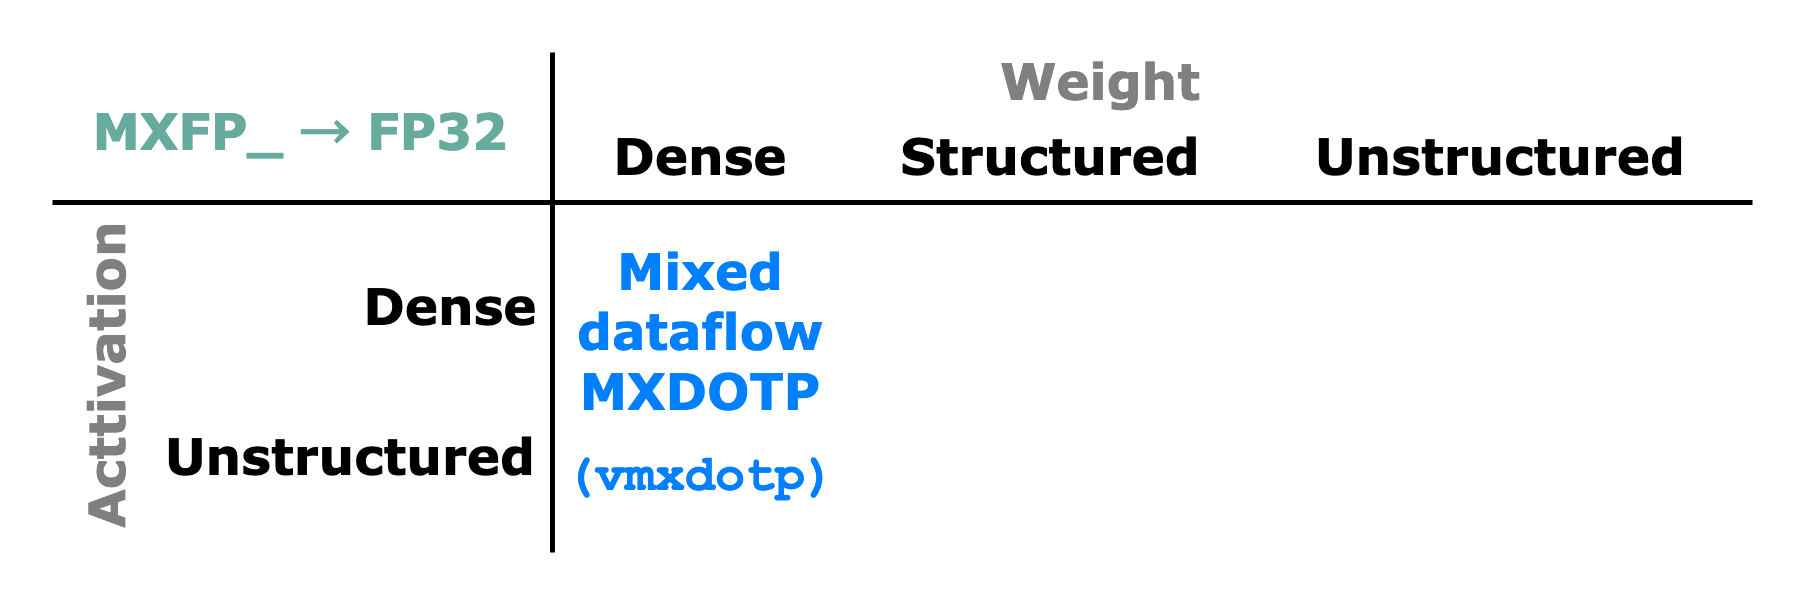 Weight
MXFP_ → FP32
Dense Structured Unstructured
Acttivation
Dense
Unstructured
Mixed
dataflow
MXDOTP
(vmxdotp)